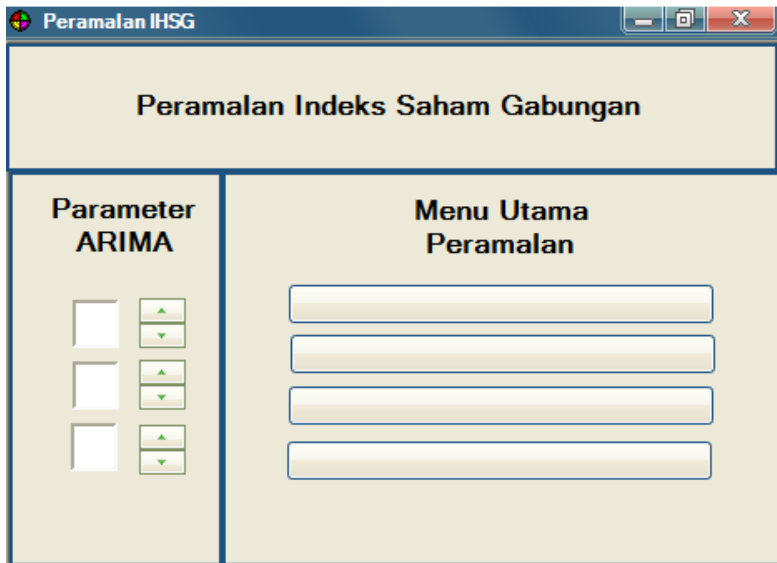 Peramalan IHSG
Peramalan Indeks Saham Gabungan
Parameter
ARIMA
Menu Utama
Peramalan